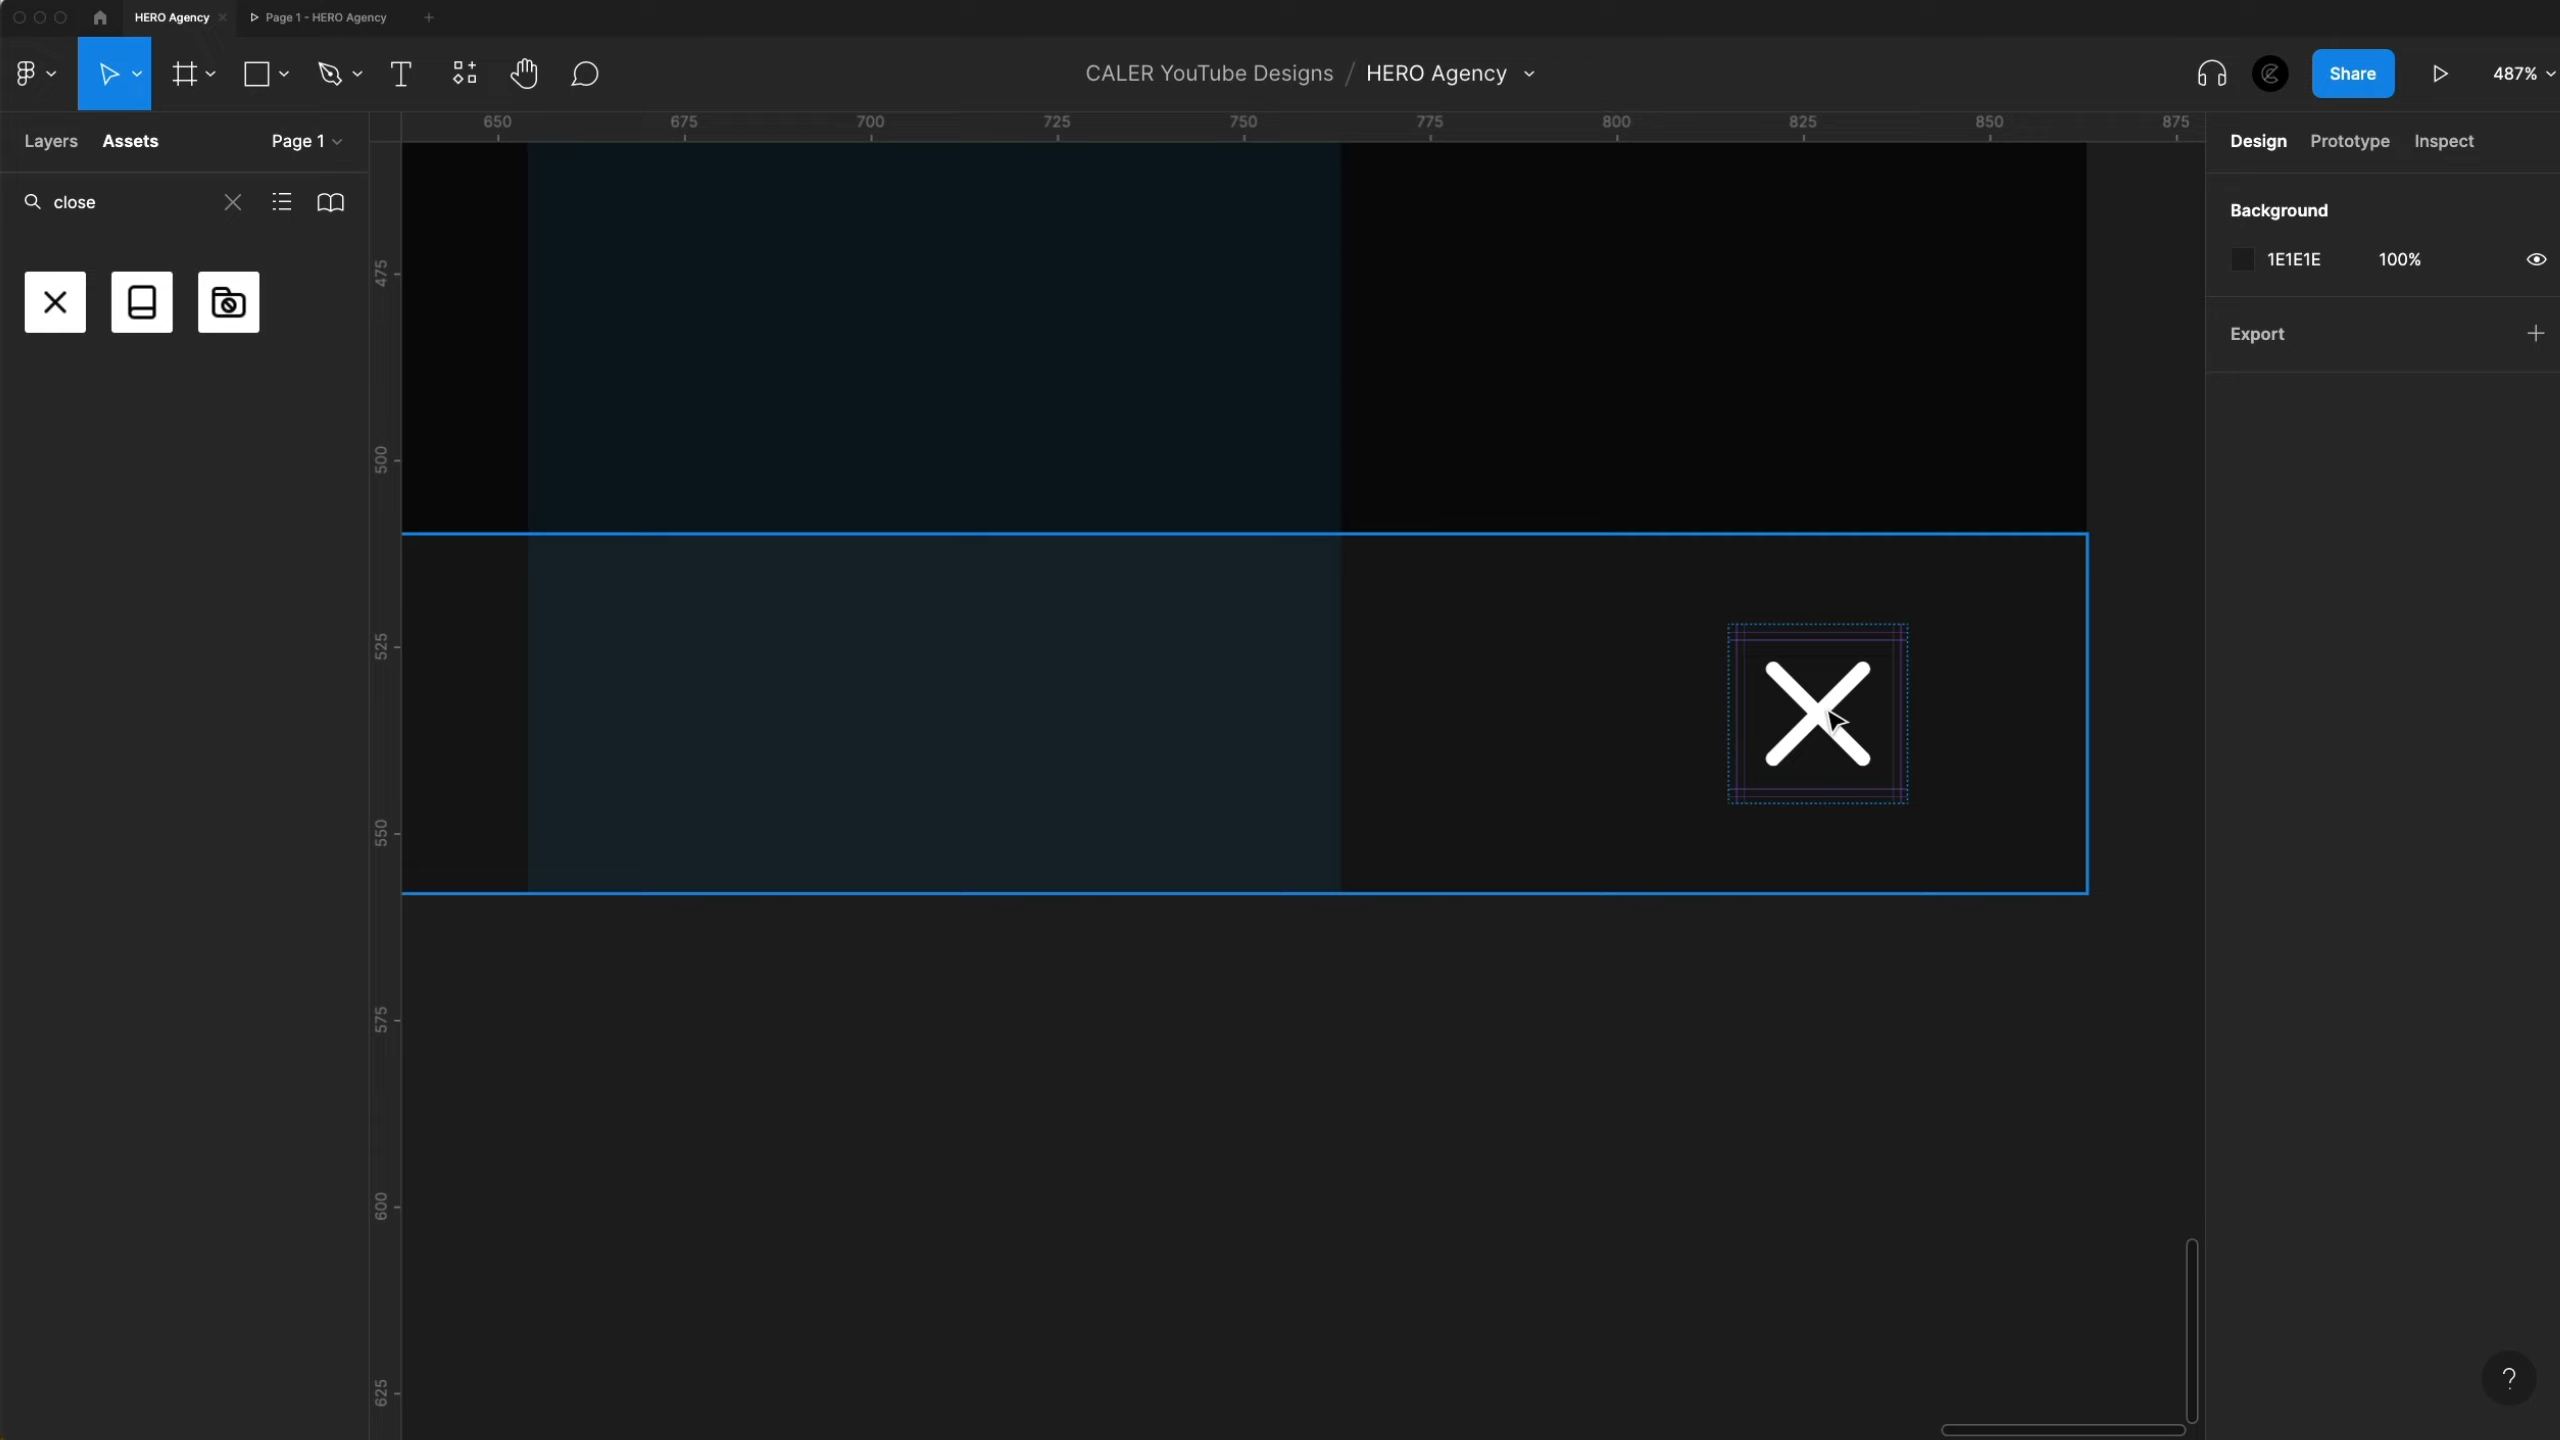 HERO Agency
Page 1 - HERO Agency
CALER YouTube Designs / HERO Agency
Share
487%
Layers
Assets
Page 1
close
650
675
700
725
750
775
800
825
850
875
475
500
525
550
575
600
625
Design
Prototype
Inspect
Background
1E1E1E
100%
Export
?